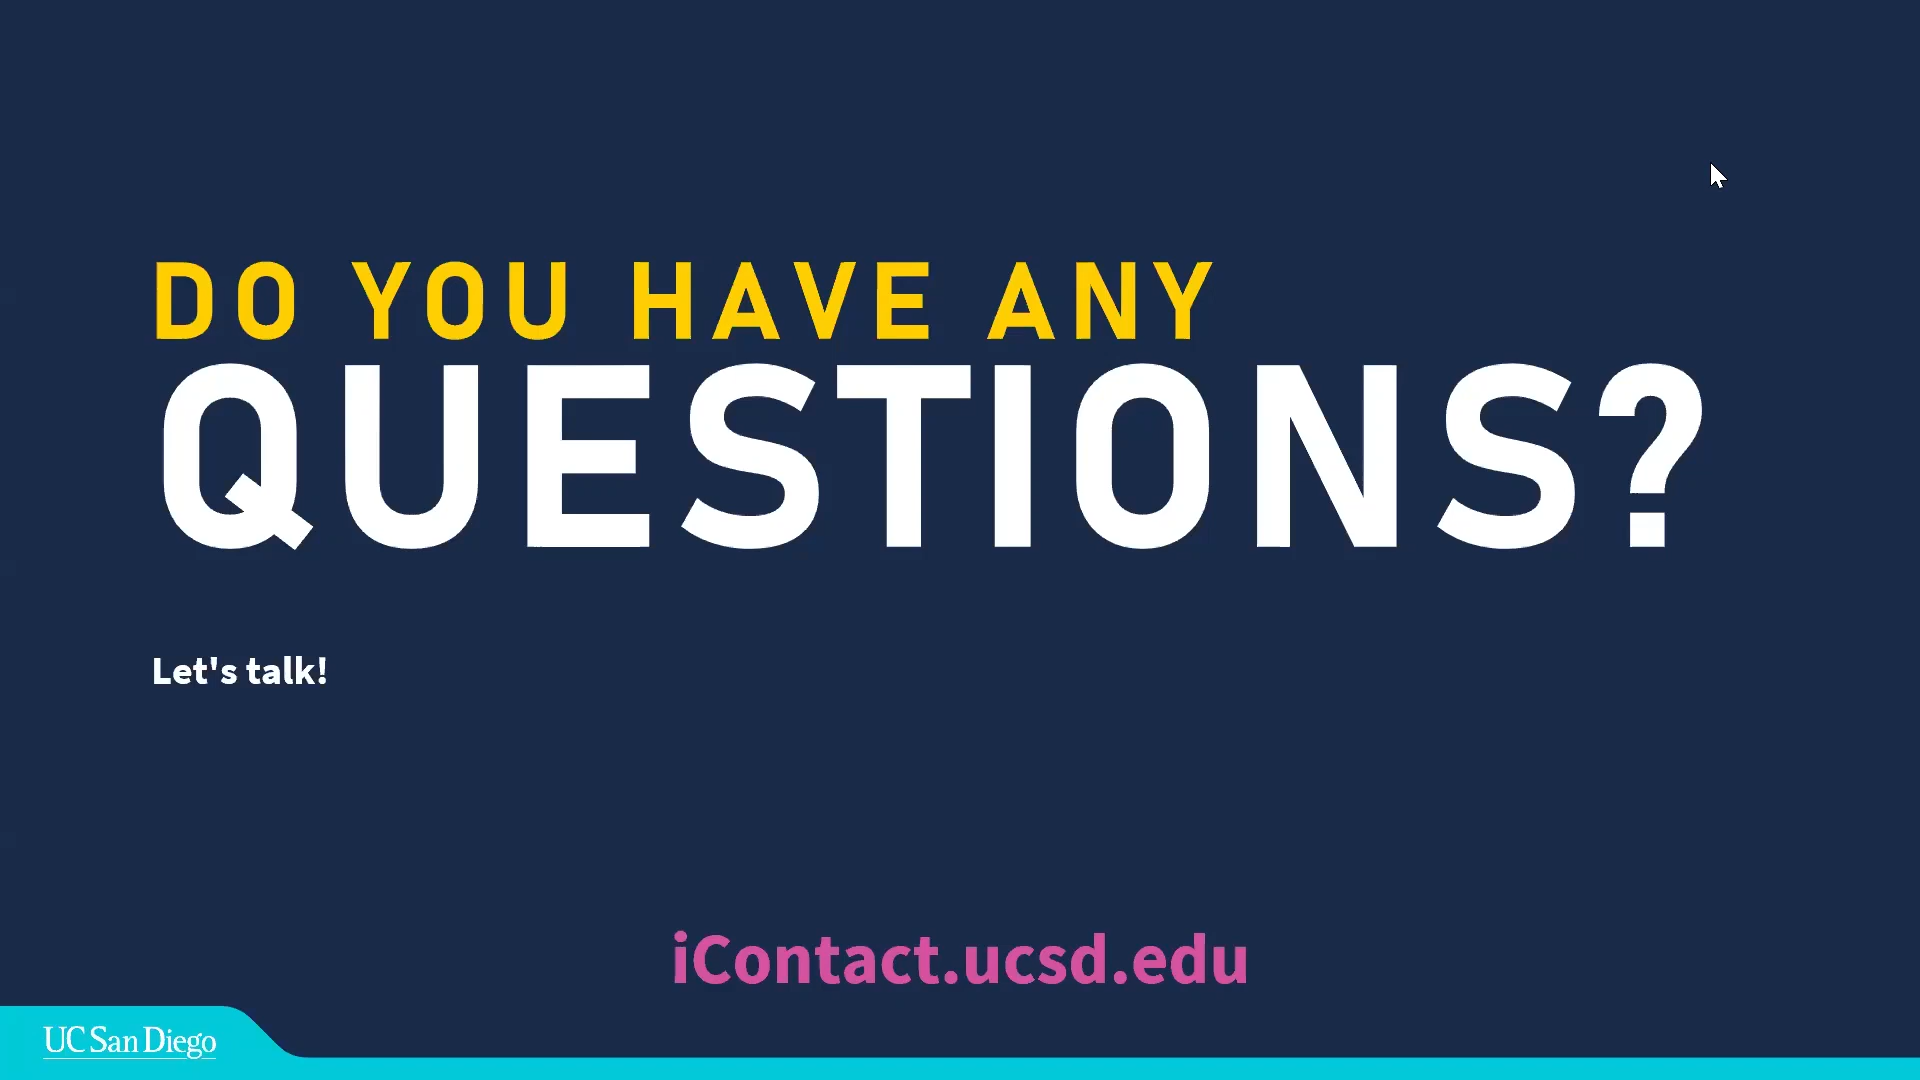 DO YOU HAVE ANY
QUESTIONS?
Let's talk!
iContact.ucsd.edu
UC San Diego